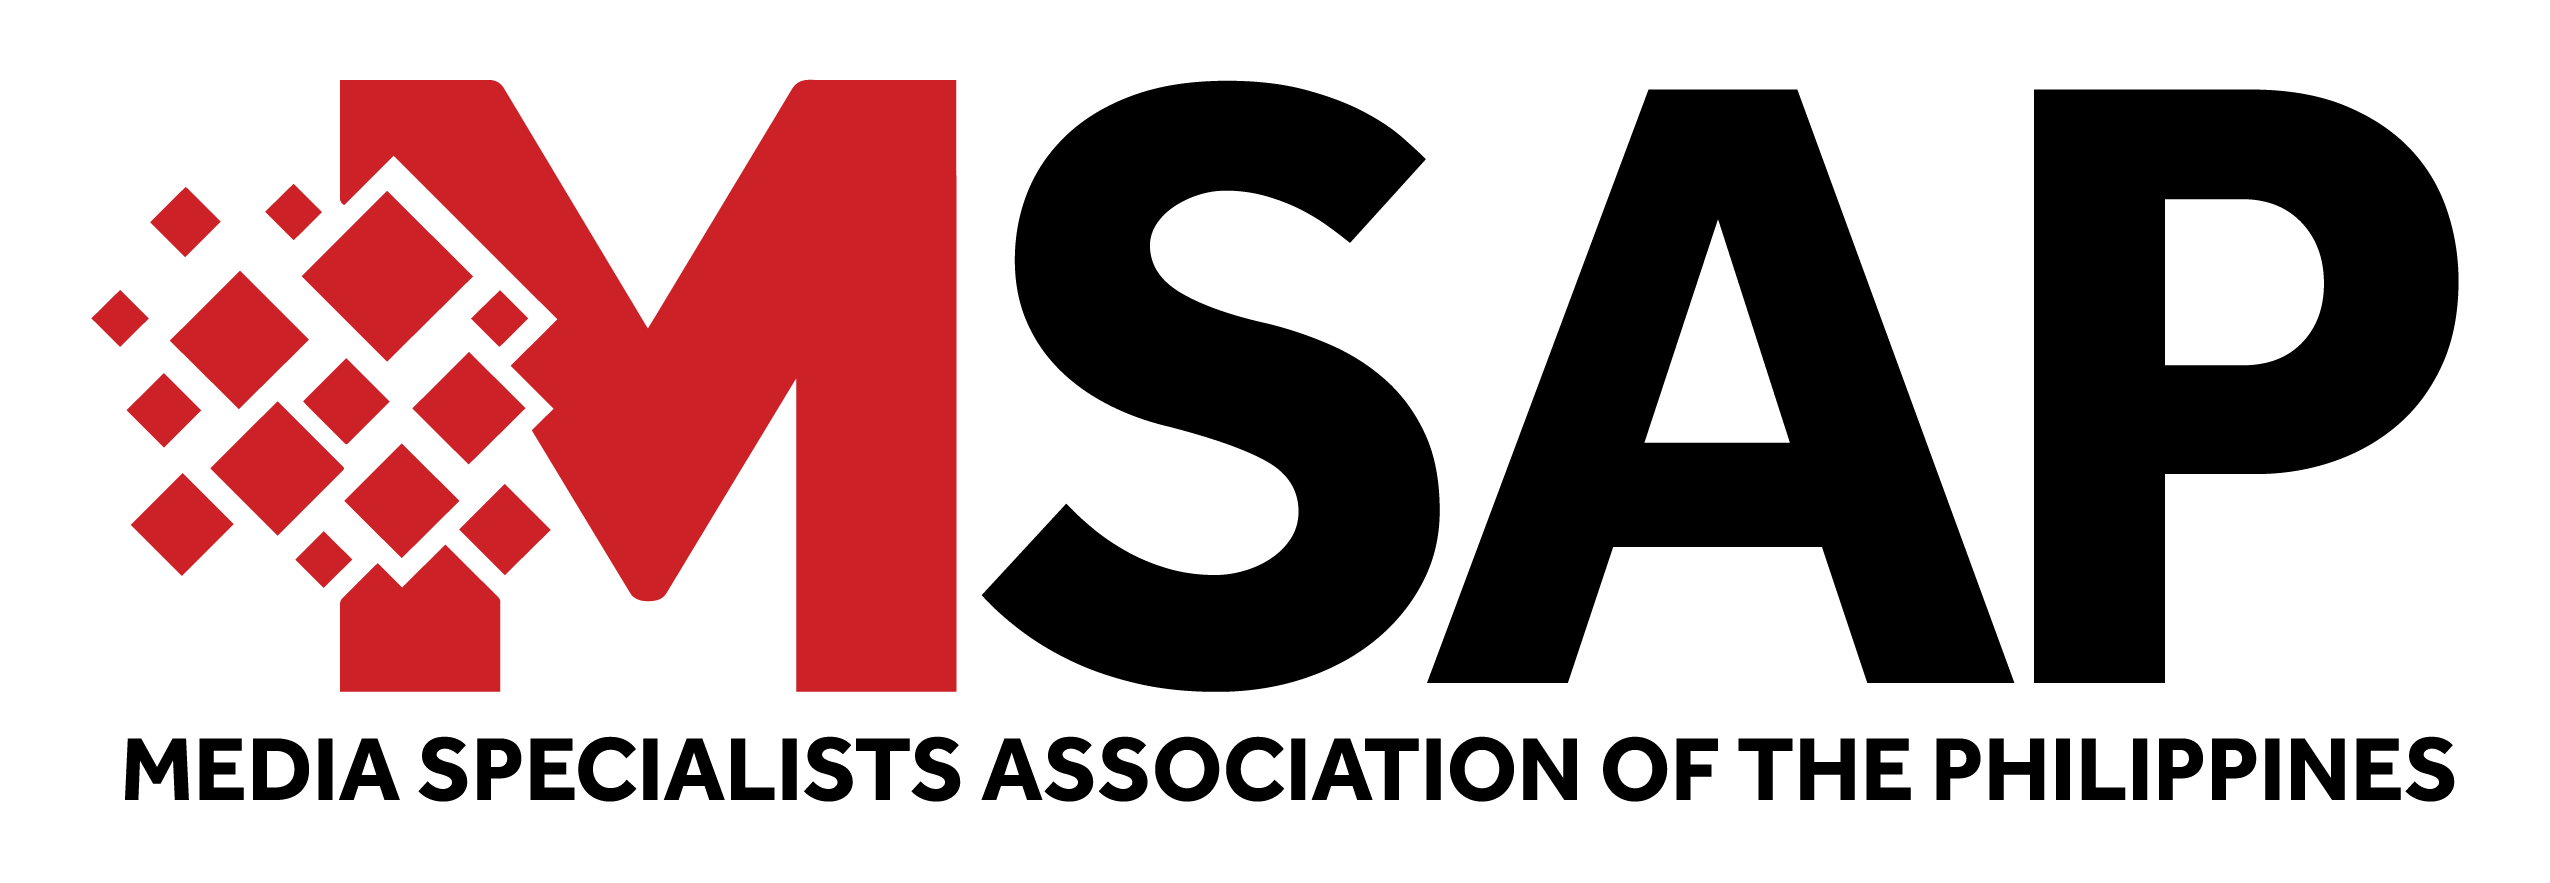 MSAP
MEDIA SPECIALISTS ASSOCIATION OF THE PHILIPPINES